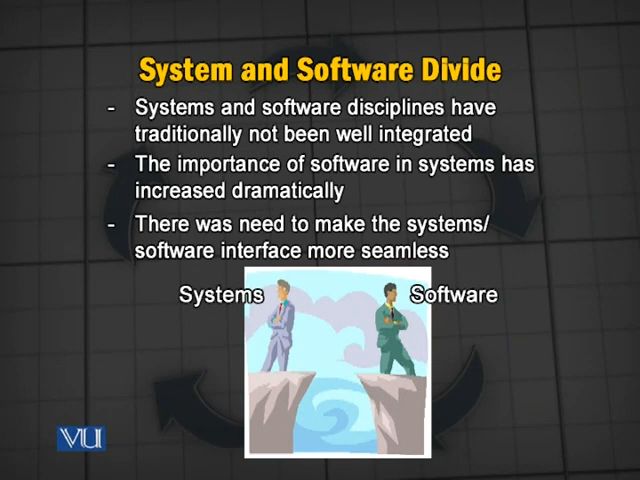 System and Software Divide
- Systems and software disciplines have
traditionally not been well integrated
- The importance of software in systems has
increased dramatically
- There was need to make the systems/
software interface more seamless
Systems
Software
VU